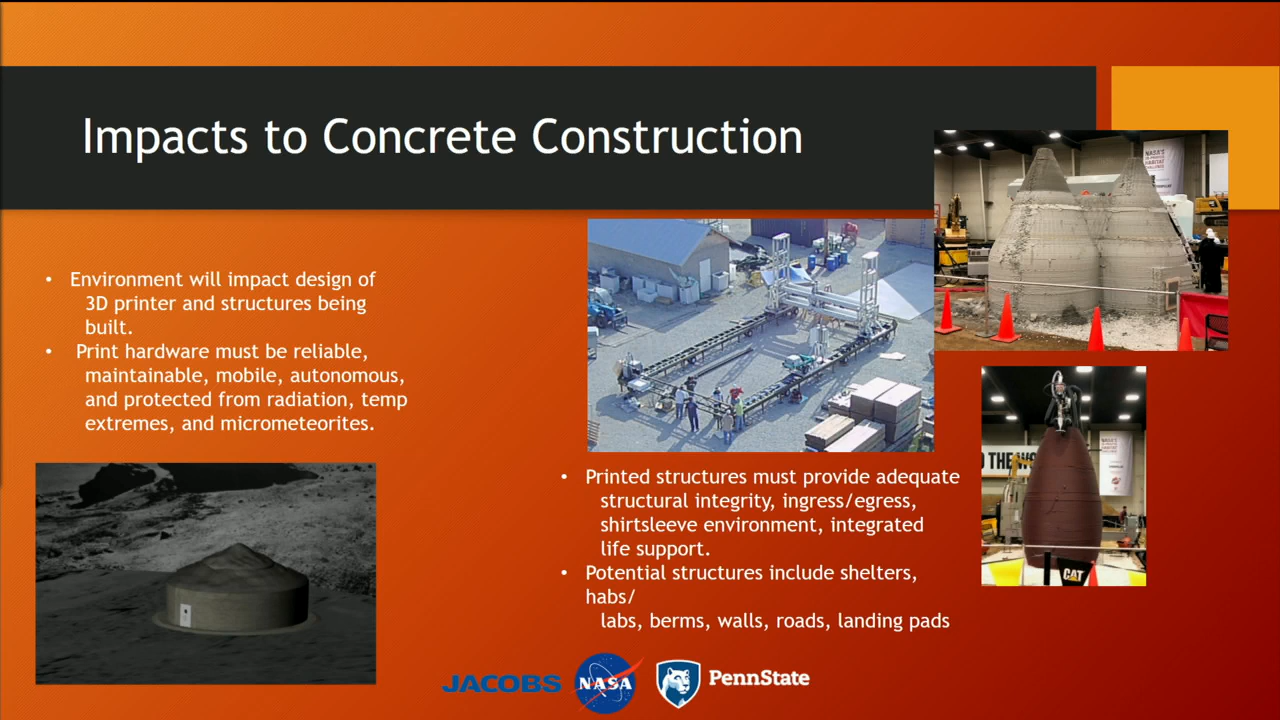 Impacts to Concrete Construction
• Environment will impact design of
3D printer and structures being
built.
• Print hardware must be reliable,
maintainable, mobile, autonomous,
and protected from radiation, temp
extremes, and micrometeorites.
• Printed structures must provide adequate
structural integrity, ingress/egress,
shirtsleeve environment, integrated
life support.
• Potential structures include shelters,
habs/
labs, berms, walls, roads, landing pads
NASA'S
CAT
JACOBS
NASA
PennState